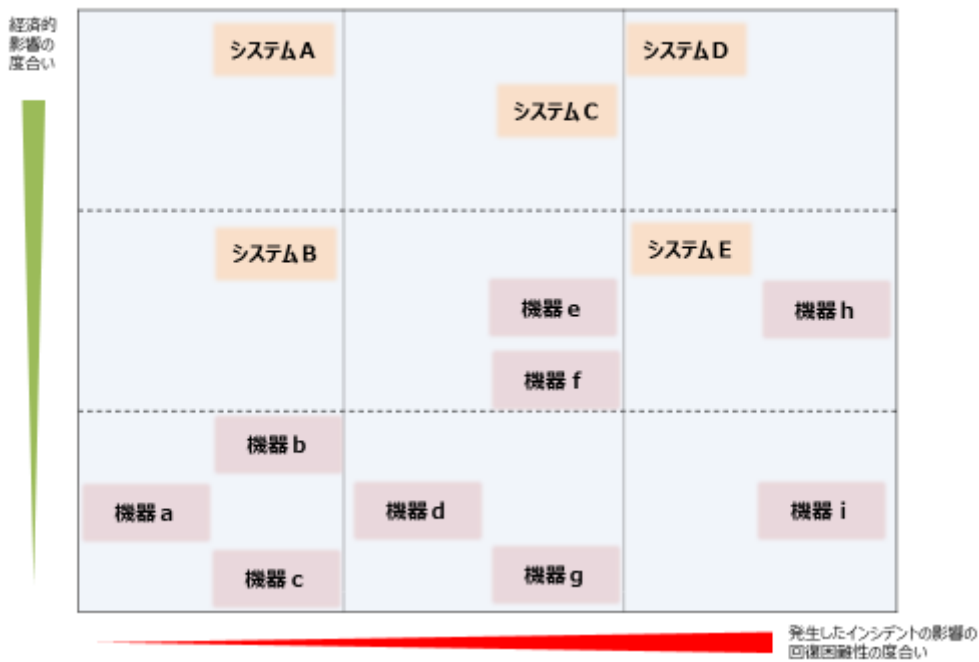 経済的
影響の
度合い
システムA
システムD
システムC
システムB
システムE
機器e
機器h
機器f
機器b
機器a
機器d
機器i
機器c
機器g
発生したインシデントの影響の
回復困難性の度合い